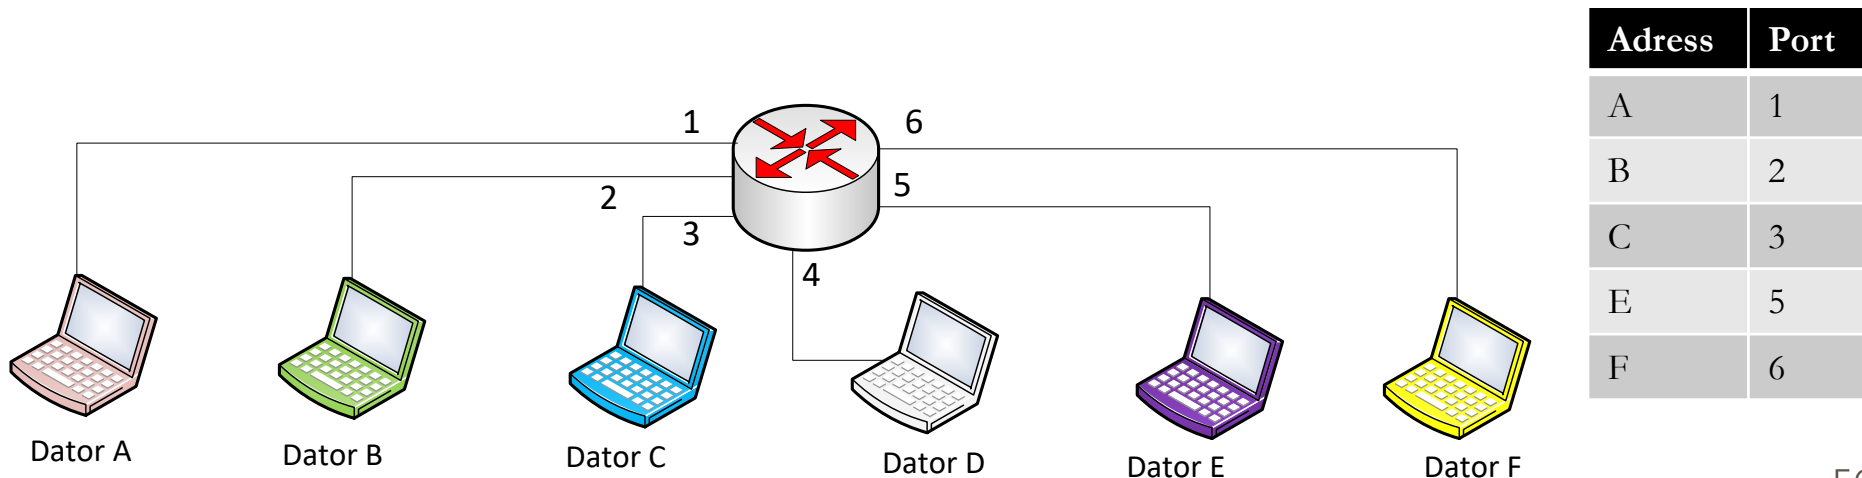 Adress Port
A 1
B 2
C 3
E 5
F 6
1
6
2
5
3
4
Dator A
Dator B
Dator C
Dator D
Dator E
Dator F